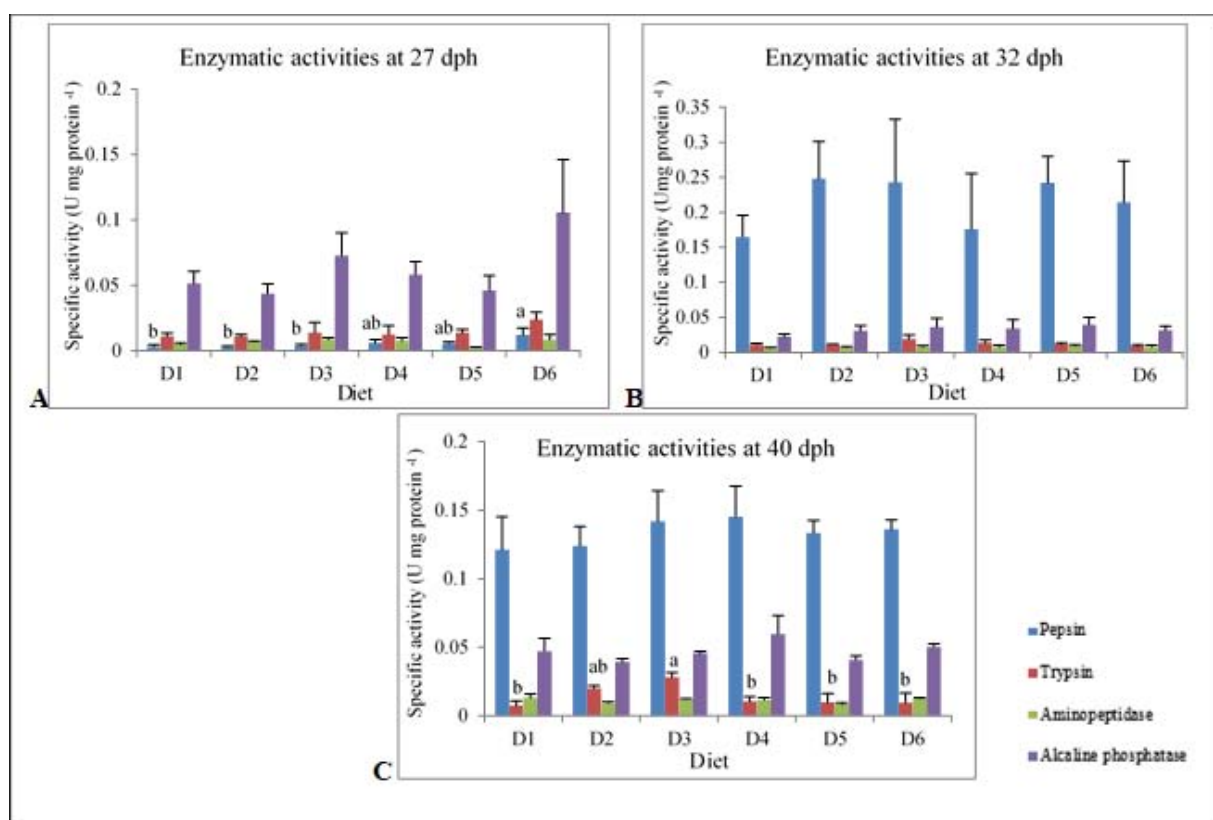 Enzymatic activities at 27 dph
Specific activity (U mg protein ⁻¹)
0.2
0.15
0.1
0.05
0
b
b
b
ab
ab
a
D1 D2 D3 D4 D5 D6
Diet
A
Enzymatic activities at 32 dph
Specific activity (Umg protein ⁻¹)
0.35
0.3
0.25
0.2
0.15
0.1
0.05
0
D1 D2 D3 D4 D5 D6
Diet
B
Enzymatic activities at 40 dph
Specific activity (U mg protein ⁻¹)
0.2
0.15
0.1
0.05
0
b
ab
a
b
b
b
D1 D2 D3 D4 D5 D6
Diet
C
Pepsin
Trypsin
Aminopeptidase
Alcaline phosphatase